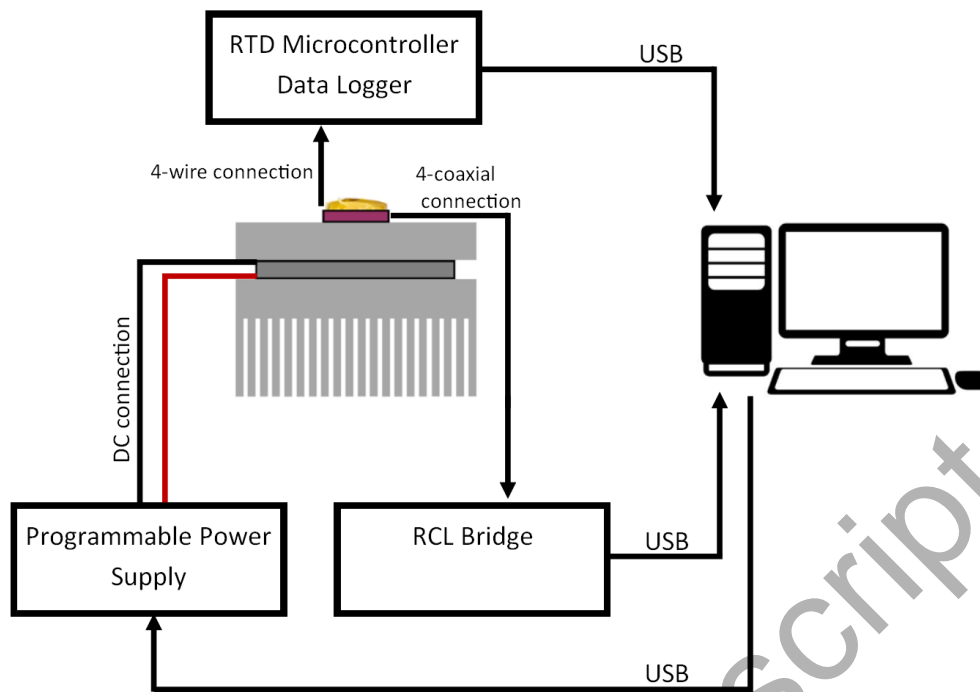 RTD Microcontroller
Data Logger
USB
4-wire connection
4-coaxial
connection
DC connection
Programmable Power
Supply
RCL Bridge
USB
USB
script